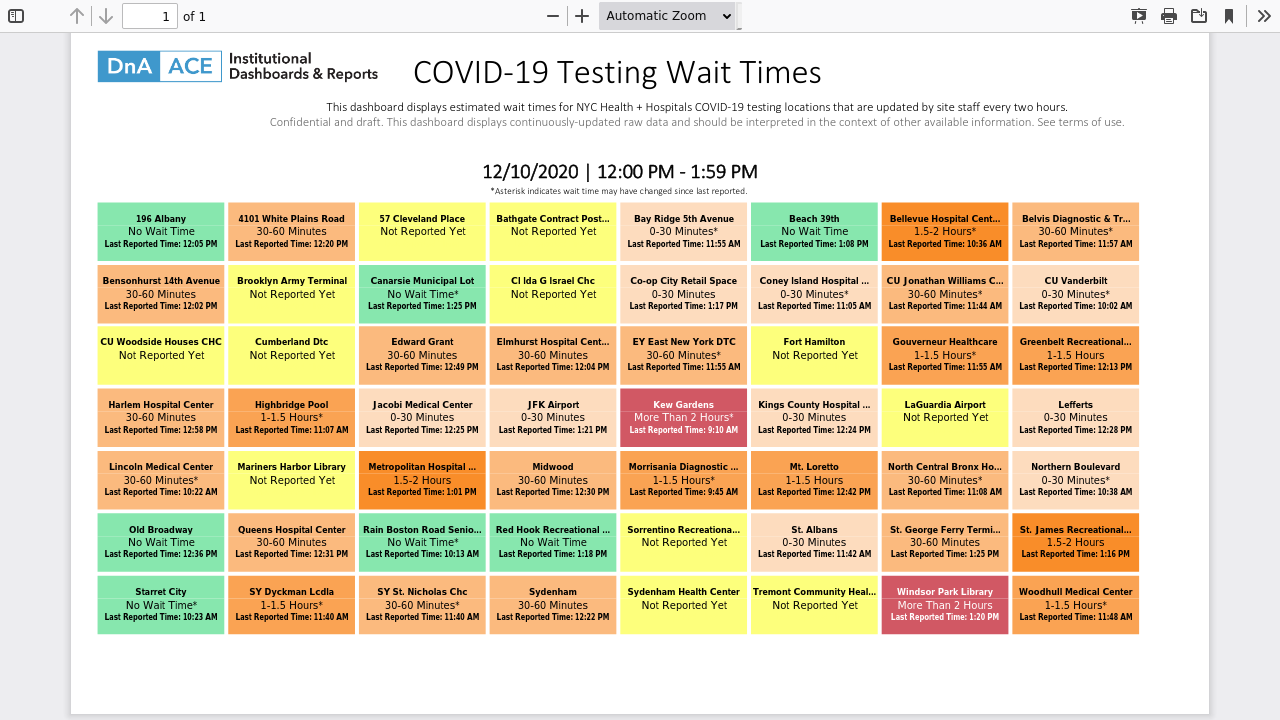 1 of 1 Automatic Zoom
DnA ACE Institutional
Dashboards & Reports
COVID-19 Testing Wait Times
This dashboard displays estimated wait times for NYC Health + Hospitals COVID-19 testing locations that are updated by site staff every two hours.
Confidential and draft. This dashboard displays continuously-updated raw data and should be interpreted in the context of other available information. See terms of use.
12/10/2020 | 12:00 PM - 1:59 PM
*Asterisk indicates wait time may have changed since last reported.
196 Albany
No Wait Time
Last Reported Time: 12:05 PM
4101 White Plains Road
30-60 Minutes
Last Reported Time: 12:20 PM
57 Cleveland Place
Not Reported Yet
Bathgate Contract Post...
Not Reported Yet
Bay Ridge 5th Avenue
0-30 Minutes*
Last Reported Time: 11:55 AM
Beach 39th
No Wait Time
Last Reported Time: 1:08 PM
Bellevue Hospital Cent...
1.5-2 Hours*
Last Reported Time: 10:36 AM
Belvis Diagnostic & Tr...
30-60 Minutes*
Last Reported Time: 11:57 AM
Bensonhurst 14th Avenue
30-60 Minutes
Last Reported Time: 12:02 PM
Brooklyn Army Terminal
Not Reported Yet
Canarsie Municipal Lot
No Wait Time*
Last Reported Time: 1:25 PM
Cl Ida G Israel Chc
Not Reported Yet
Co-op City Retail Space
0-30 Minutes
Last Reported Time: 1:17 PM
Coney Island Hospital ...
0-30 Minutes*
Last Reported Time: 11:05 AM
CU Jonathan Williams C...
30-60 Minutes*
Last Reported Time: 11:44 AM
CU Vanderbilt
0-30 Minutes*
Last Reported Time: 10:02 AM
CU Woodside Houses CHC
Not Reported Yet
Cumberland Dtc
Not Reported Yet
Edward Grant
30-60 Minutes
Last Reported Time: 12:49 PM
Elmhurst Hospital Cent...
30-60 Minutes
Last Reported Time: 12:04 PM
EY East New York DTC
30-60 Minutes*
Last Reported Time: 11:55 AM
Fort Hamilton
Not Reported Yet
Gouverneur Healthcare
1-1.5 Hours*
Last Reported Time: 11:55 AM
Greenbelt Recreational...
1-1.5 Hours
Last Reported Time: 12:13 PM
Harlem Hospital Center
30-60 Minutes
Last Reported Time: 12:58 PM
Highbridge Pool
1-1.5 Hours*
Last Reported Time: 11:07 AM
Jacobi Medical Center
0-30 Minutes
Last Reported Time: 12:25 PM
JFK Airport
0-30 Minutes
Last Reported Time: 1:21 PM
Kew Gardens
More Than 2 Hours*
Last Reported Time: 9:10 AM
Kings County Hospital ...
0-30 Minutes
Last Reported Time: 12:24 PM
LaGuardia Airport
Not Reported Yet
Lefferts
0-30 Minutes
Last Reported Time: 12:28 PM
Lincoln Medical Center
30-60 Minutes*
Last Reported Time: 10:22 AM
Mariners Harbor Library
Not Reported Yet
Metropolitan Hospital ...
1.5-2 Hours
Last Reported Time: 1:01 PM
Midwood
30-60 Minutes
Last Reported Time: 12:30 PM
Morrisania Diagnostic ...
1-1.5 Hours*
Last Reported Time: 9:45 AM
Mt. Loretto
1-1.5 Hours
Last Reported Time: 12:42 PM
North Central Bronx Ho...
30-60 Minutes*
Last Reported Time: 11:08 AM
Northern Boulevard
0-30 Minutes*
Last Reported Time: 10:38 AM
Old Broadway
No Wait Time
Last Reported Time: 12:36 PM
Queens Hospital Center
30-60 Minutes
Last Reported Time: 12:31 PM
Rain Boston Road Senio...
No Wait Time*
Last Reported Time: 10:13 AM
Red Hook Recreational ...
No Wait Time
Last Reported Time: 1:18 PM
Sorrentino Recreationa...
Not Reported Yet
St. Albans
0-30 Minutes
Last Reported Time: 11:42 AM
St. George Ferry Termi...
30-60 Minutes
Last Reported Time: 1:25 PM
St. James Recreational...
1.5-2 Hours
Last Reported Time: 1:16 PM
Starret City
No Wait Time*
Last Reported Time: 10:23 AM
SY Dyckman Lcdla
1-1.5 Hours*
Last Reported Time: 11:40 AM
SY St. Nicholas Chc
30-60 Minutes*
Last Reported Time: 11:40 AM
Sydenham
30-60 Minutes
Last Reported Time: 12:22 PM
Sydenham Health Center
Not Reported Yet
Tremont Community Heal...
Not Reported Yet
Windsor Park Library
More Than 2 Hours
Last Reported Time: 1:20 PM
Woodhull Medical Center
1-1.5 Hours*
Last Reported Time: 11:48 AM